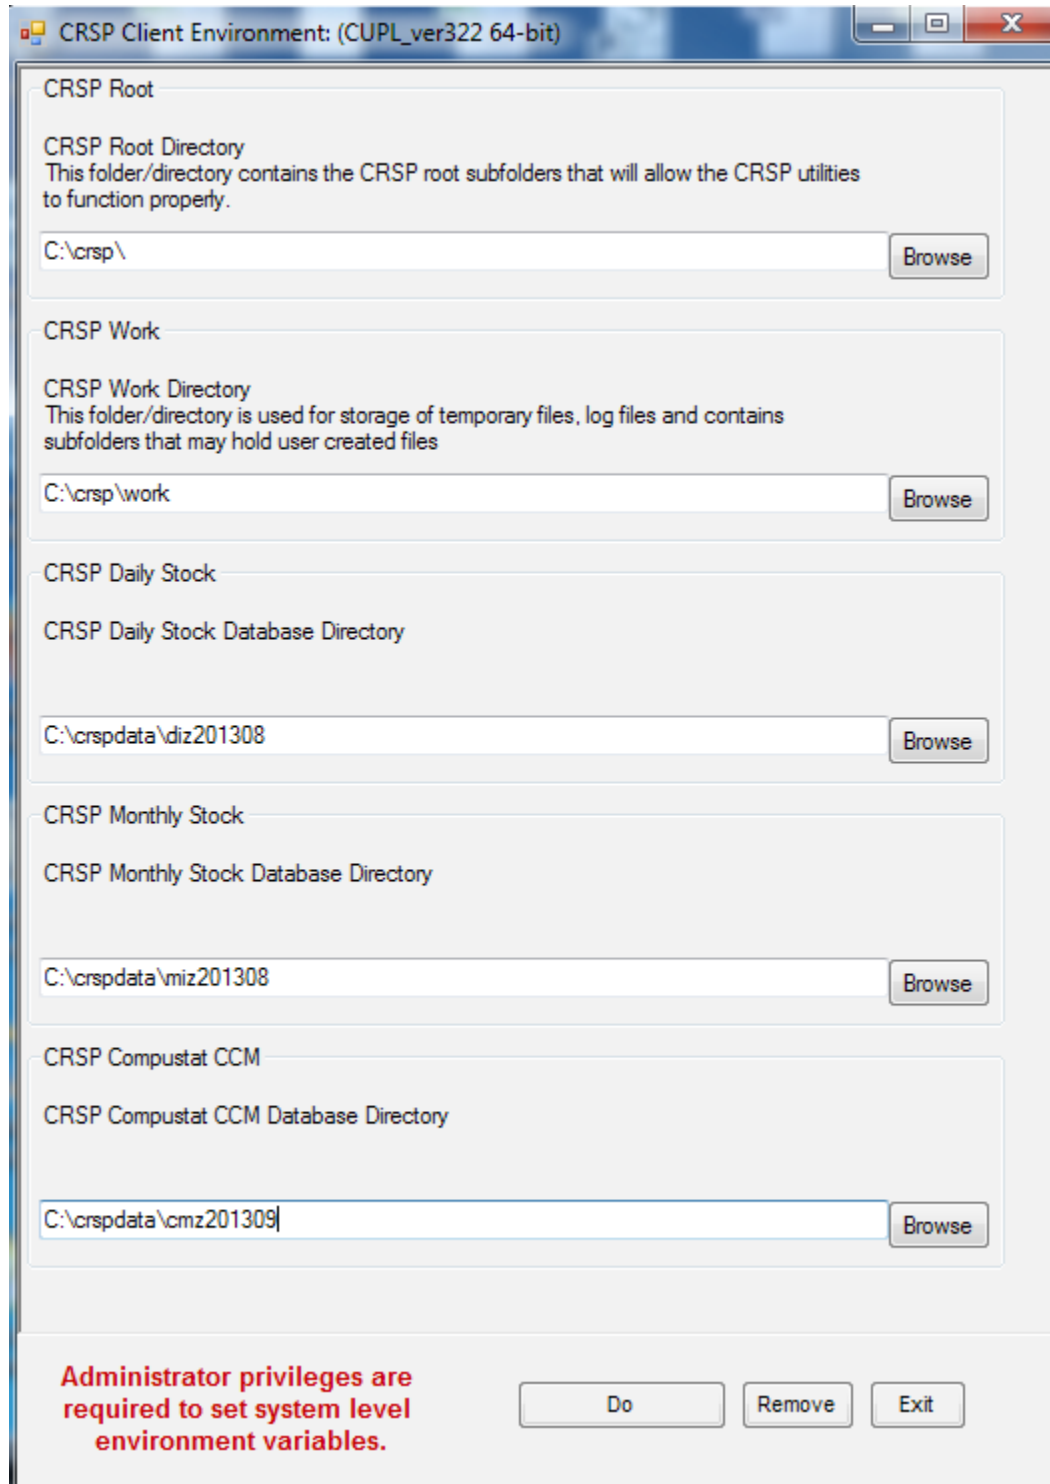 CRSP Client Environment: (CUPL_ver322 64-bit)
CRSP Root
CRSP Root Directory
This folder/directory contains the CRSP root subfolders that will allow the CRSP utilities
to function properly.
C:\crsp\
Browse
CRSP Work
CRSP Work Directory
This folder/directory is used for storage of temporary files, log files and contains
subfolders that may hold user created files
C:\crsp\work
Browse
CRSP Daily Stock
CRSP Daily Stock Database Directory
C:\crspdata\diz201308
Browse
CRSP Monthly Stock
CRSP Monthly Stock Database Directory
C:\crspdata\miz201308
Browse
CRSP Compustat CCM
CRSP Compustat CCM Database Directory
C:\crspdata\cmz201309
Browse
Administrator privileges are
required to set system level
environment variables.
Do
Remove
Exit